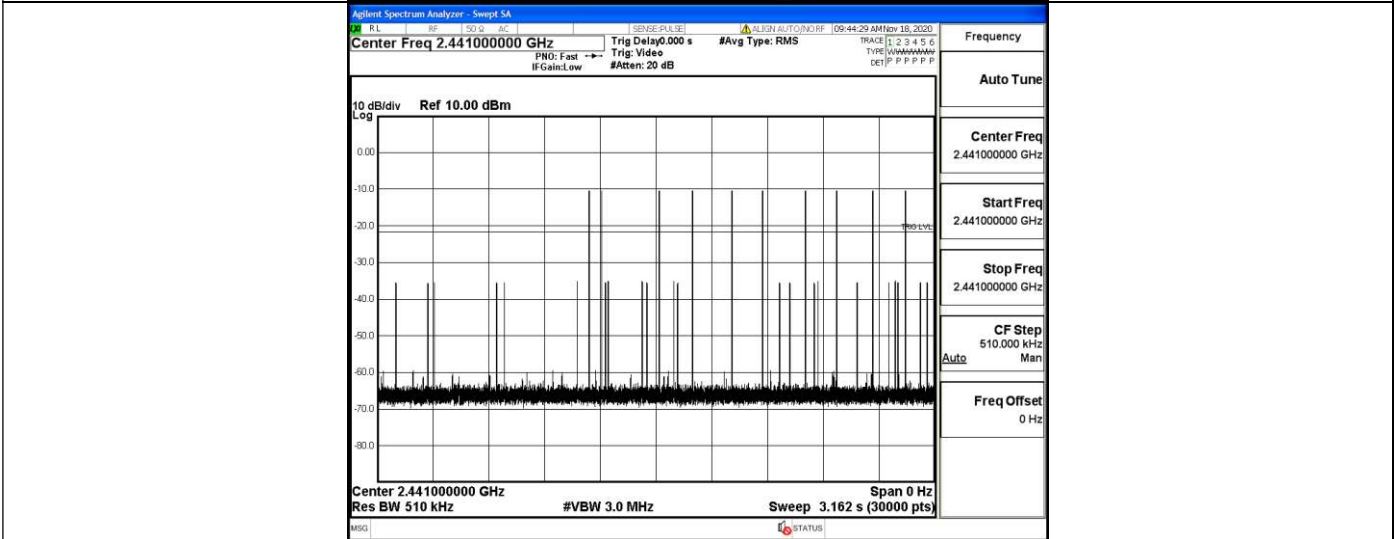 Agilent Spectrum Analyzer - Swept SA
RL RF 50 Ω AC SENSE:PULSE ALIGN AUTO/NO RF 09:44:29 AM Nov 18, 2020
Center Freq 2.441000000 GHz
PNO: Fast
IFGain:Low
Trig Delay0.000 s
Trig: Video
#Atten: 20 dB
#Avg Type: RMS
TRACE 1 2 3 4 5 6
TYPE
DET P P P P P P
10 dB/div Ref 10.00 dBm
Log
0.00
-10.0
-20.0
-30.0
-40.0
-50.0
-60.0
-70.0
-80.0
TRIG LVL
Center 2.441000000 GHz Span 0 Hz
Res BW 510 kHz #VBW 3.0 MHz Sweep 3.162 s (30000 pts)
MSG STATUS
Frequency
Auto Tune
Center Freq
2.441000000 GHz
Start Freq
2.441000000 GHz
Stop Freq
2.441000000 GHz
CF Step
510.000 kHz
Auto Man
Freq Offset
0 Hz